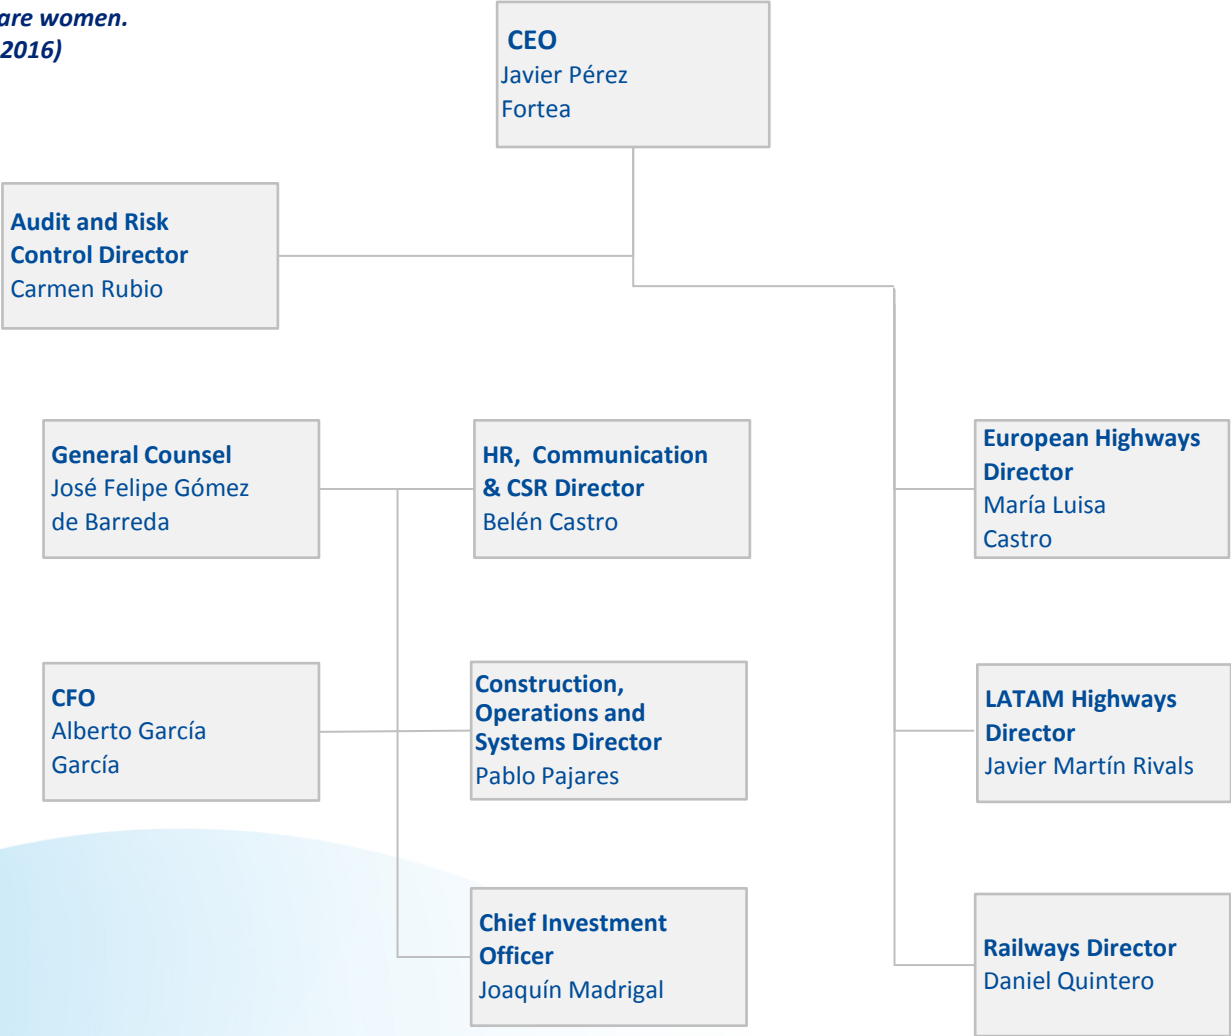 are women.
2016)
CEO
Javier Pérez
Fortea
Audit and Risk
Control Director
Carmen Rubio
General Counsel
José Felipe Gómez
de Barreda
HR, Communication
& CSR Director
Belén Castro
European Highways
Director
María Luisa
Castro
CFO
Alberto García
García
Construction,
Operations and
Systems Director
Pablo Pajares
LATAM Highways
Director
Javier Martín Rivals
Chief Investment
Officer
Joaquín Madrigal
Railways Director
Daniel Quintero